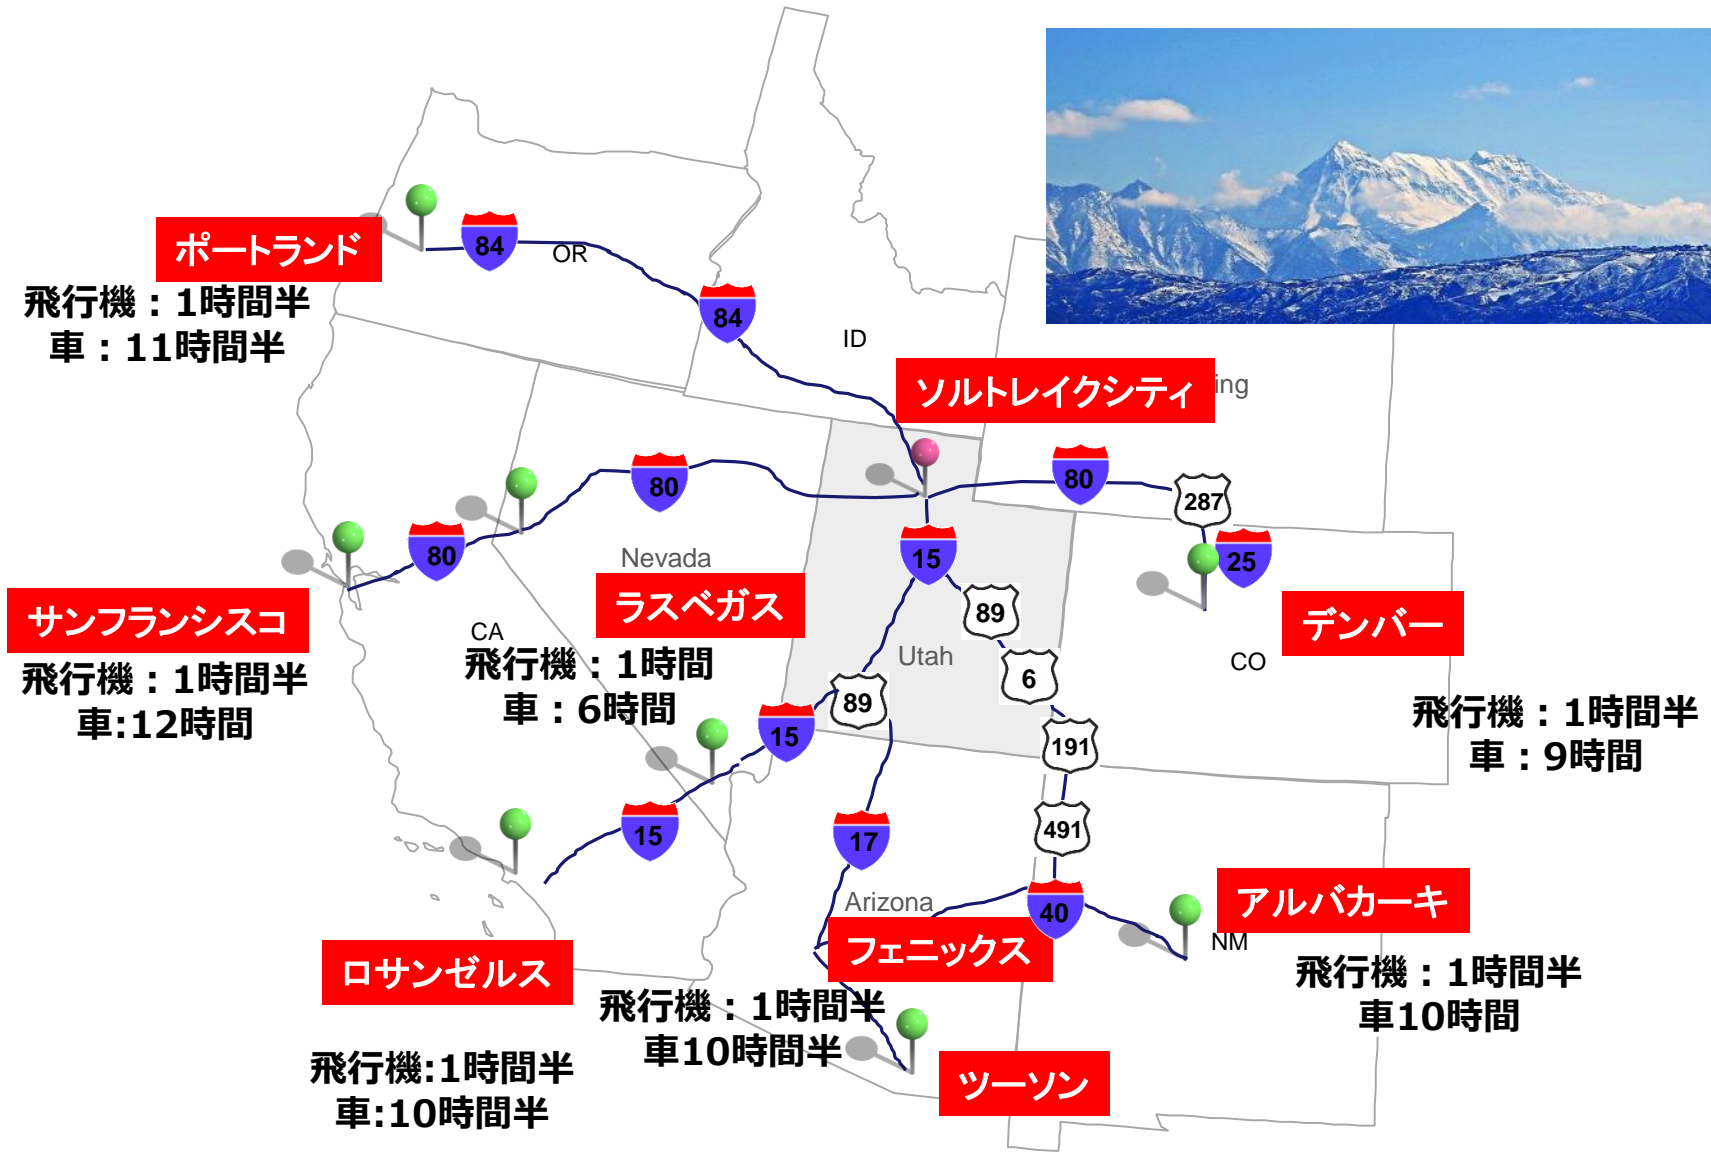 ポートランド
84
OR
飛行機：1時間半
車：11時間半
84
ID
ソルトレイクシティ
ing
80
80
287
80
15
25
Nevada
サンフランシスコ
ラスベガス
89
デンバー
CA
飛行機：1時間半
車:12時間
飛行機：1時間
車：6時間
Utah
6
CO
89
15
191
飛行機：1時間半
車：9時間
15
17
491
Arizona
40
アルバカーキ
NM
フェニックス
ロサンゼルス
飛行機：1時間半
車10時間半
飛行機：1時間半
車10時間
飛行機:1時間半
車:10時間半
ツーソン